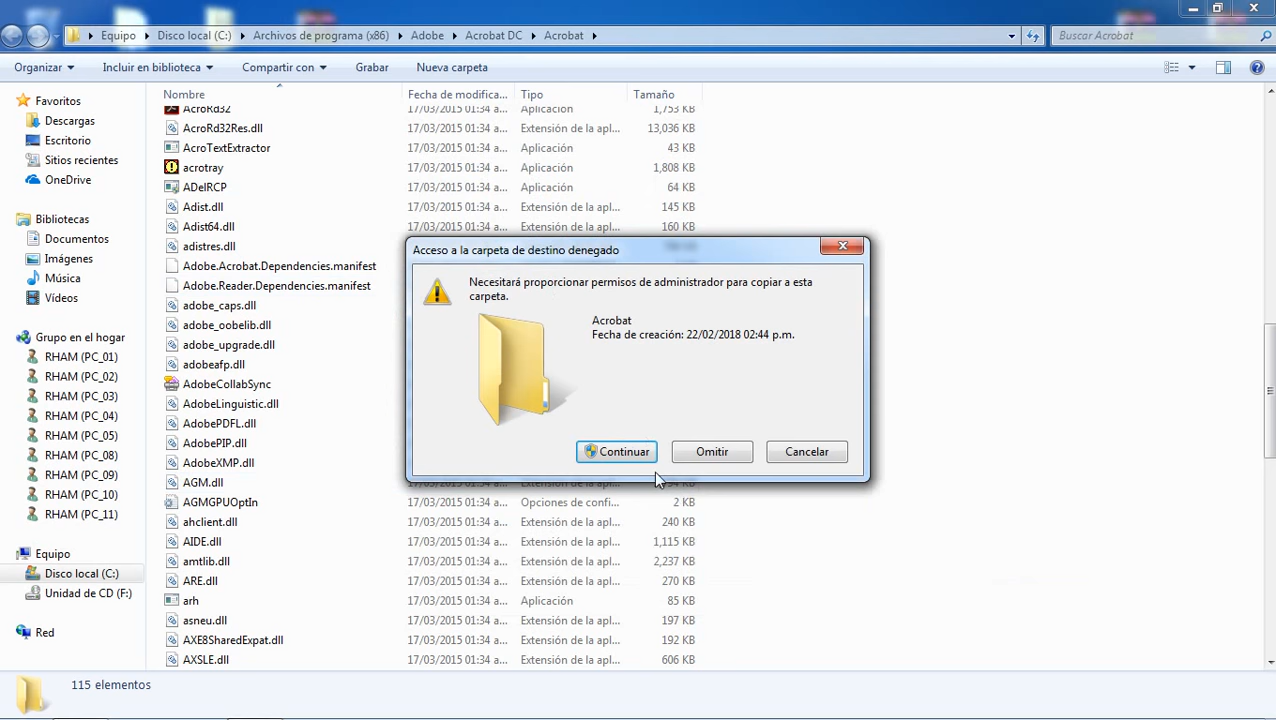 Equipo Disco local (C:) Archivos de programa (x86) Adobe Acrobat DC Acrobat
Buscar Acrobat
Organizar Incluir en biblioteca Compartir con Grabar Nueva carpeta
Favoritos
Descargas
Escritorio
Sitios recientes
OneDrive
Bibliotecas
Documentos
Imágenes
Música
Vídeos
Grupo en el hogar
RHAM (PC_01)
RHAM (PC_02)
RHAM (PC_03)
RHAM (PC_04)
RHAM (PC_05)
RHAM (PC_08)
RHAM (PC_09)
RHAM (PC_10)
RHAM (PC_11)
Equipo
Disco local (C:)
Unidad de CD (F:)
Red
Nombre Fecha de modifica... Tipo Tamaño
AcroRd32 17/03/2015 01:34 a... Aplicación 1,753 KB
AcroRd32Res.dll 17/03/2015 01:34 a... Extensión de la apl... 13,036 KB
AcroTextExtractor 17/03/2015 01:34 a... Aplicación 43 KB
acrotray 17/03/2015 01:34 a... Aplicación 1,808 KB
ADelRCP 17/03/2015 01:34 a... Aplicación 64 KB
Adist.dll 17/03/2015 01:34 a... Extensión de la apl... 145 KB
Adist64.dll 17/03/2015 01:34 a... Extensión de la apl... 160 KB
adistres.dll
Adobe.Acrobat.Dependencies.manifest
Adobe.Reader.Dependencies.manifest
adobe_caps.dll
adobe_oobelib.dll
adobe_upgrade.dll
adobeafp.dll
AdobeCollabSync
AdobeLinguistic.dll
AdobePDFL.dll
AdobePIP.dll
AdobeXMP.dll
AGM.dll
AGMGPUOptIn 17/03/2015 01:34 a... Opciones de confi... 2 KB
ahclient.dll 17/03/2015 01:34 a... Extensión de la apl... 240 KB
AIDE.dll 17/03/2015 01:34 a... Extensión de la apl... 1,115 KB
amtlib.dll 17/03/2015 01:34 a... Extensión de la apl... 2,237 KB
ARE.dll 17/03/2015 01:34 a... Extensión de la apl... 270 KB
arh 17/03/2015 01:34 a... Aplicación 85 KB
asneu.dll 17/03/2015 01:34 a... Extensión de la apl... 197 KB
AXE8SharedExpat.dll 17/03/2015 01:34 a... Extensión de la apl... 192 KB
AXSLE.dll 17/03/2015 01:34 a... Extensión de la apl... 606 KB
Acceso a la carpeta de destino denegado
Necesitará proporcionar permisos de administrador para copiar a esta
carpeta.
Acrobat
Fecha de creación: 22/02/2018 02:44 p.m.
Continuar Omitir Cancelar
115 elementos